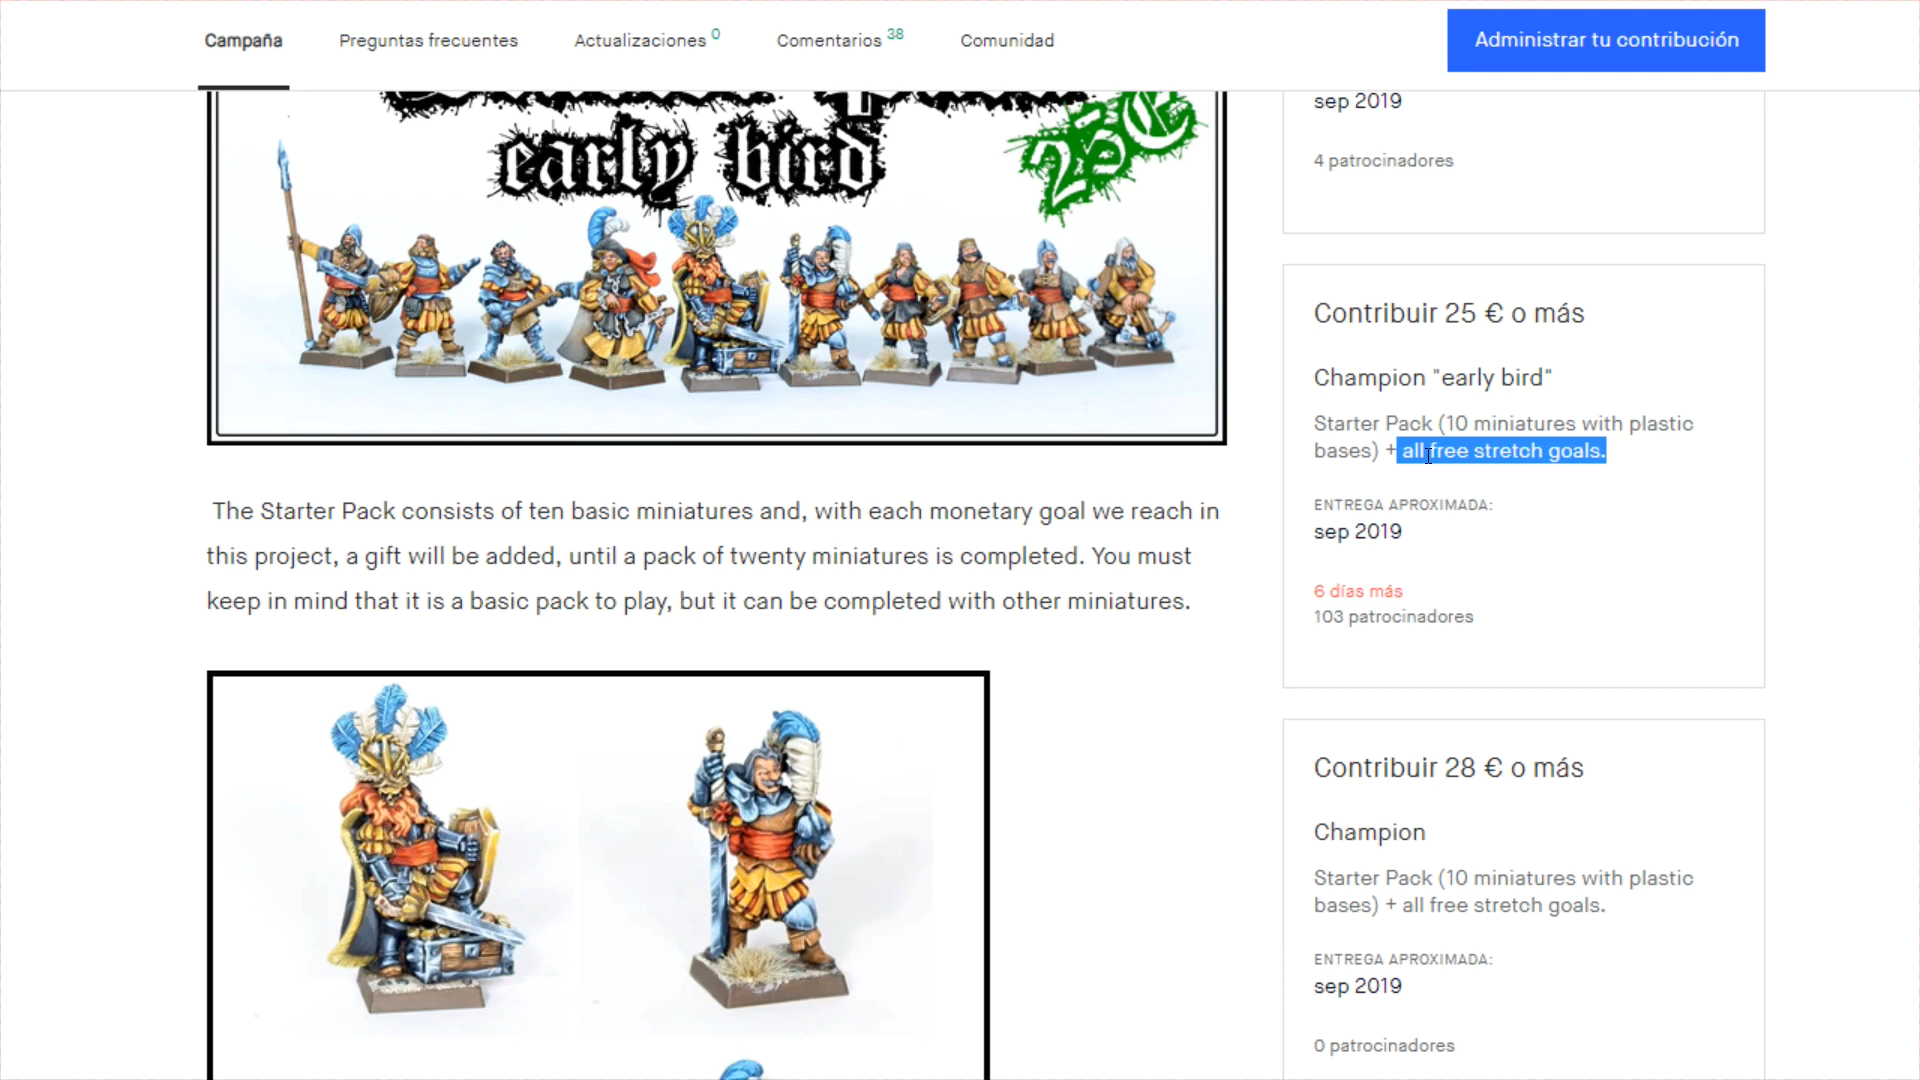 Campaña
Preguntas frecuentes
Actualizaciones 0
Comentarios 38
Comunidad
Administrar tu contribución
early bird
25€
The Starter Pack consists of ten basic miniatures and, with each monetary goal we reach in
this project, a gift will be added, until a pack of twenty miniatures is completed. You must
keep in mind that it is a basic pack to play, but it can be completed with other miniatures.
sep 2019
4 patrocinadores
Contribuir 25 € o más
Champion "early bird"
Starter Pack (10 miniatures with plastic
bases) + all free stretch goals.
ENTREGA APROXIMADA:
sep 2019
6 días más
103 patrocinadores
Contribuir 28 € o más
Champion
Starter Pack (10 miniatures with plastic
bases) + all free stretch goals.
ENTREGA APROXIMADA:
sep 2019
0 patrocinadores